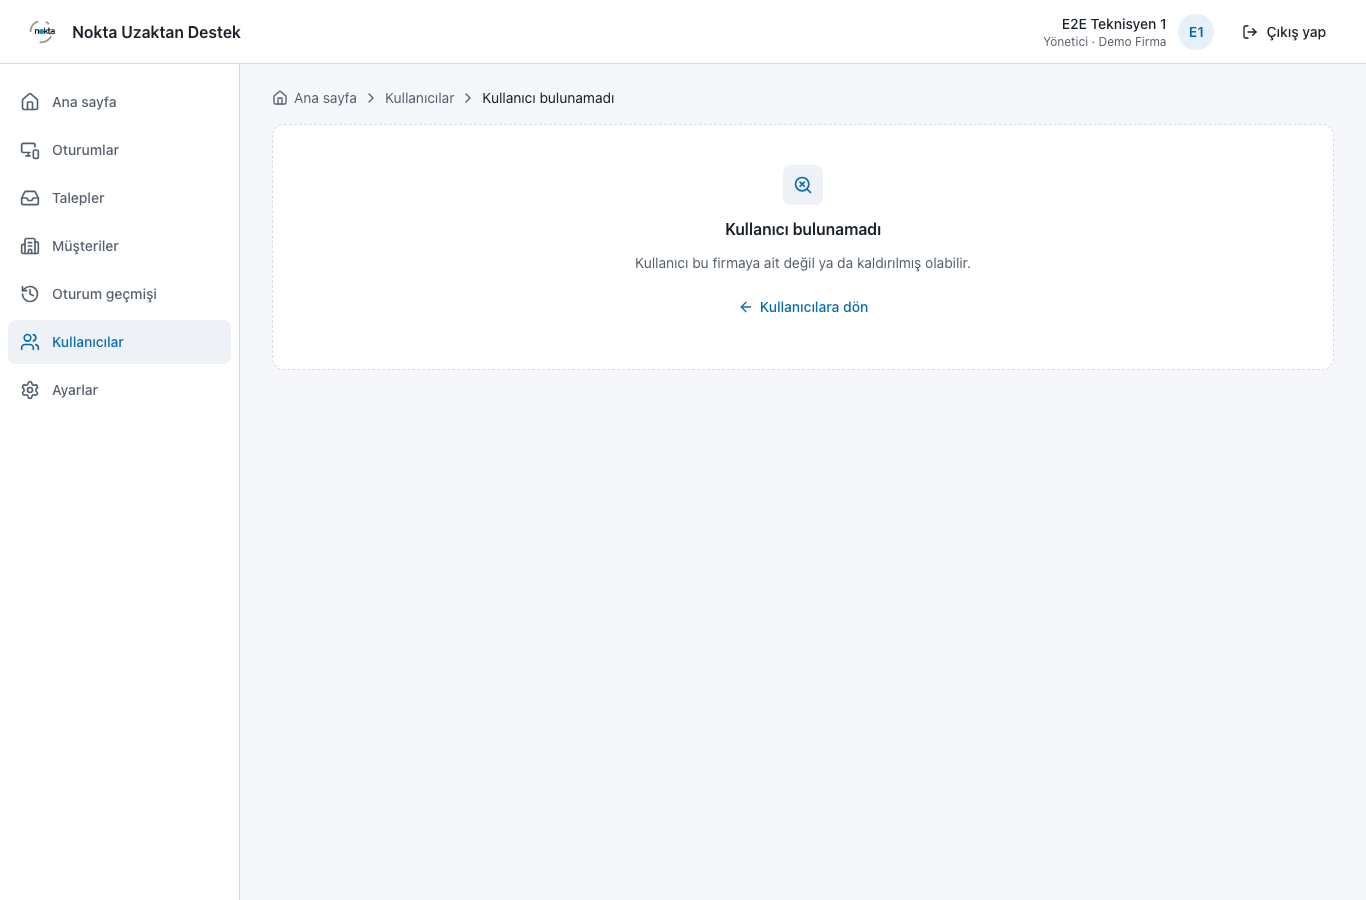 nokta
Nokta Uzaktan Destek
E2E Teknisyen 1
Yönetici · Demo Firma
E1
Çıkış yap
Ana sayfa
Oturumlar
Talepler
Müşteriler
Oturum geçmişi
Kullanıcılar
Ayarlar
Ana sayfa > Kullanıcılar > Kullanıcı bulunamadı
Kullanıcı bulunamadı
Kullanıcı bu firmaya ait değil ya da kaldırılmış olabilir.
← Kullanıcılara dön